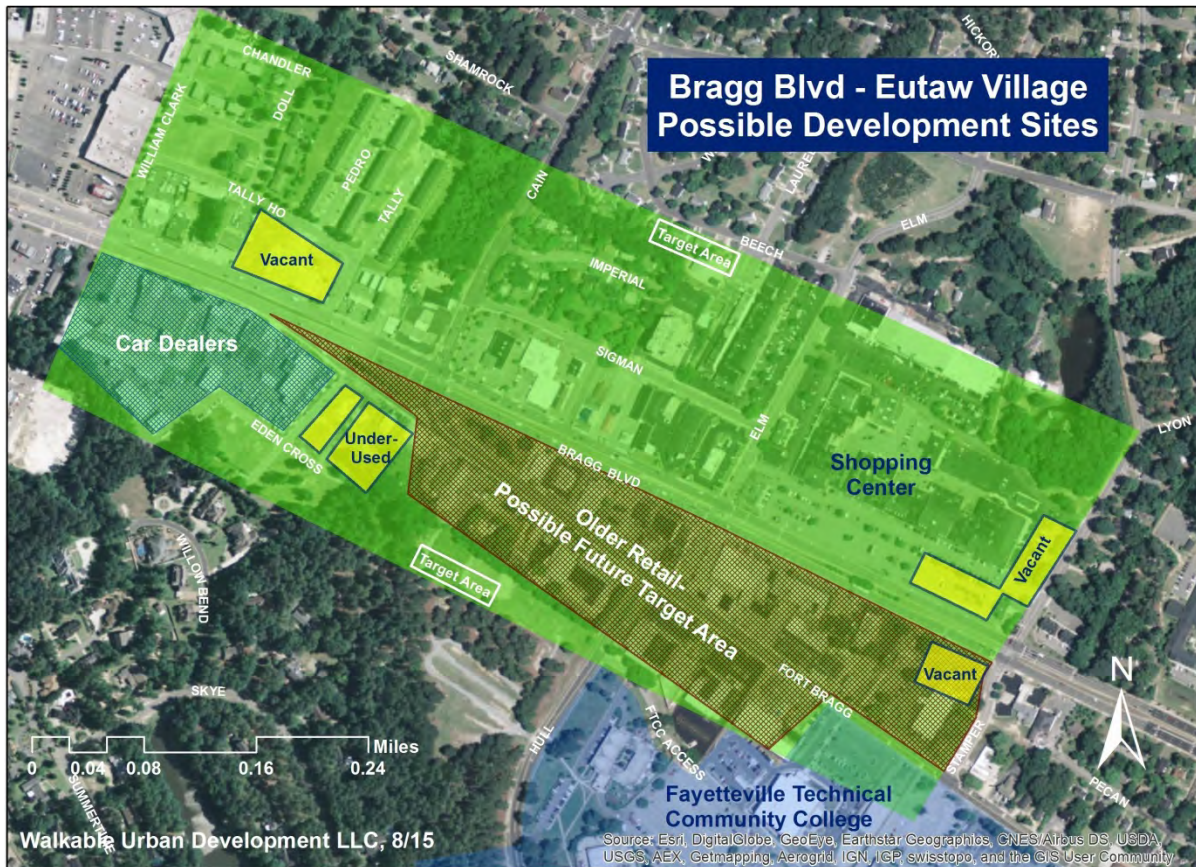 Bragg Blvd - Eutaw Village
Possible Development Sites
HICKORY
SHAMROCK
CHANDLER
DOLL
WILLIAM CLARK
PEDRO
TALLY
TALLY HO
CAIN
LAUREL
ELM
Target Area
BEECH
IMPERIAL
Vacant
Car Dealers
SIGMAN
ELM
LYON
EDEN CROSS
Under-
Used
BRAGG BLVD
Shopping
Center
Older Retail-
Possible Future Target Area
Vacant
Target Area
WILLOW BEND
Vacant
FORT BRAGG
N
SKYE
HULL
FTCC ACCESS
STAMPER
PECAN
Miles
0 0.04 0.08 0.16 0.24
SUMMERTIME
Fayetteville Technical
Community College
Walkable Urban Development LLC, 8/15
Source: Esri, DigitalGlobe, GeoEye, Earthstar Geographics, CNES/Airbus DS, USDA,
USGS, AEX, Getmapping, Aerogrid, IGN, IGP, swisstopo, and the GIS User Community